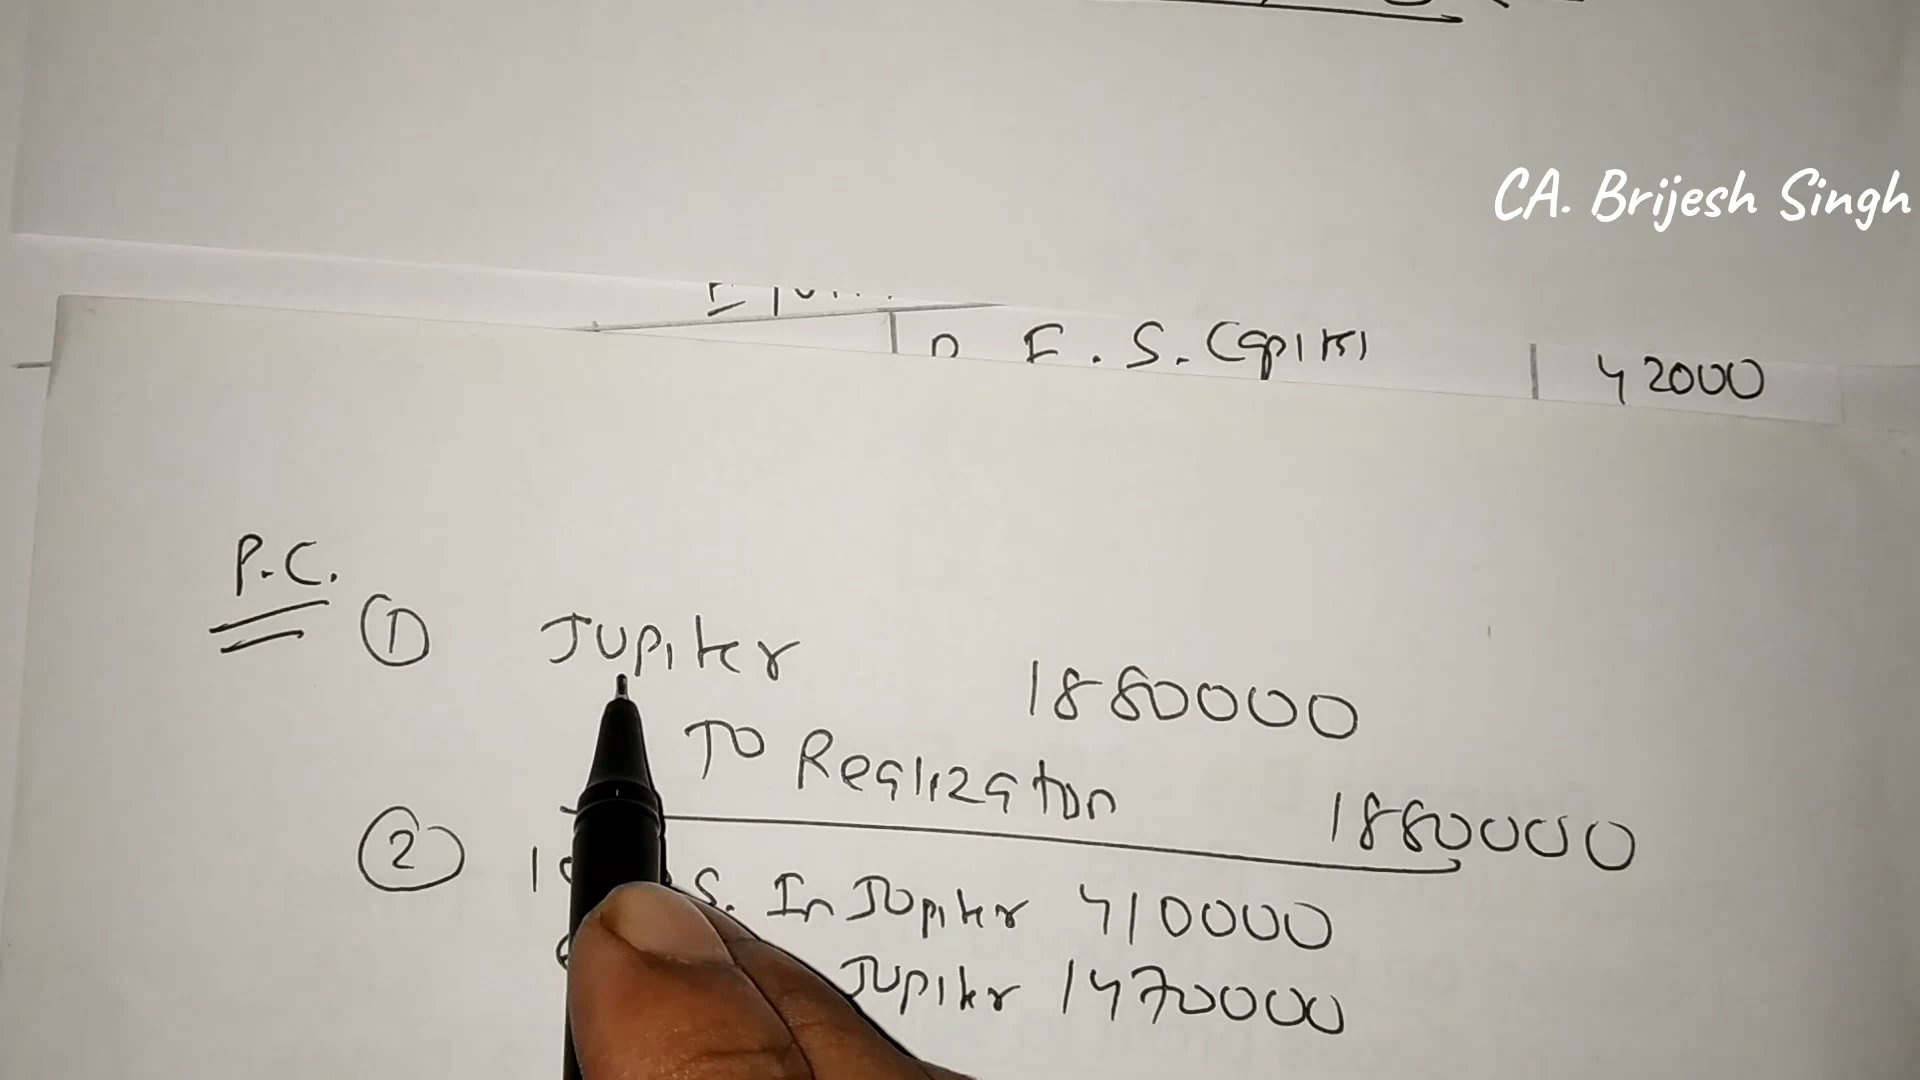 CA. Brijesh Singh
E. S. Capital 42000
P.C.
① Jupiter 1880000
To Realization 1880000
② S. In Jupiter 410000
Jupiter 1470000